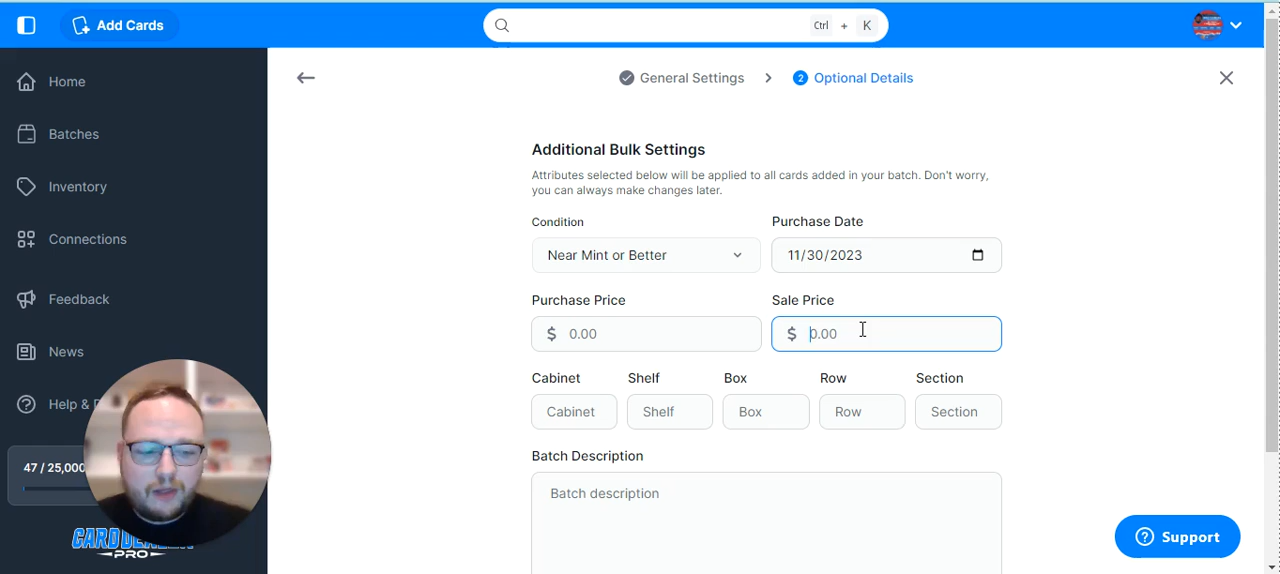 Add Cards
Ctrl + K
Home
Batches
Inventory
Connections
Feedback
News
Help &
47 / 25,000
CARD DEALER
PRO
General Settings > 2 Optional Details
Additional Bulk Settings
Attributes selected below will be applied to all cards added in your batch. Don't worry,
you can always make changes later.
Condition Purchase Date
Near Mint or Better 11/30/2023
Purchase Price Sale Price
$ 0.00 $ 0.00
Cabinet Shelf Box Row Section
Cabinet Shelf Box Row Section
Batch Description
Batch description
Support